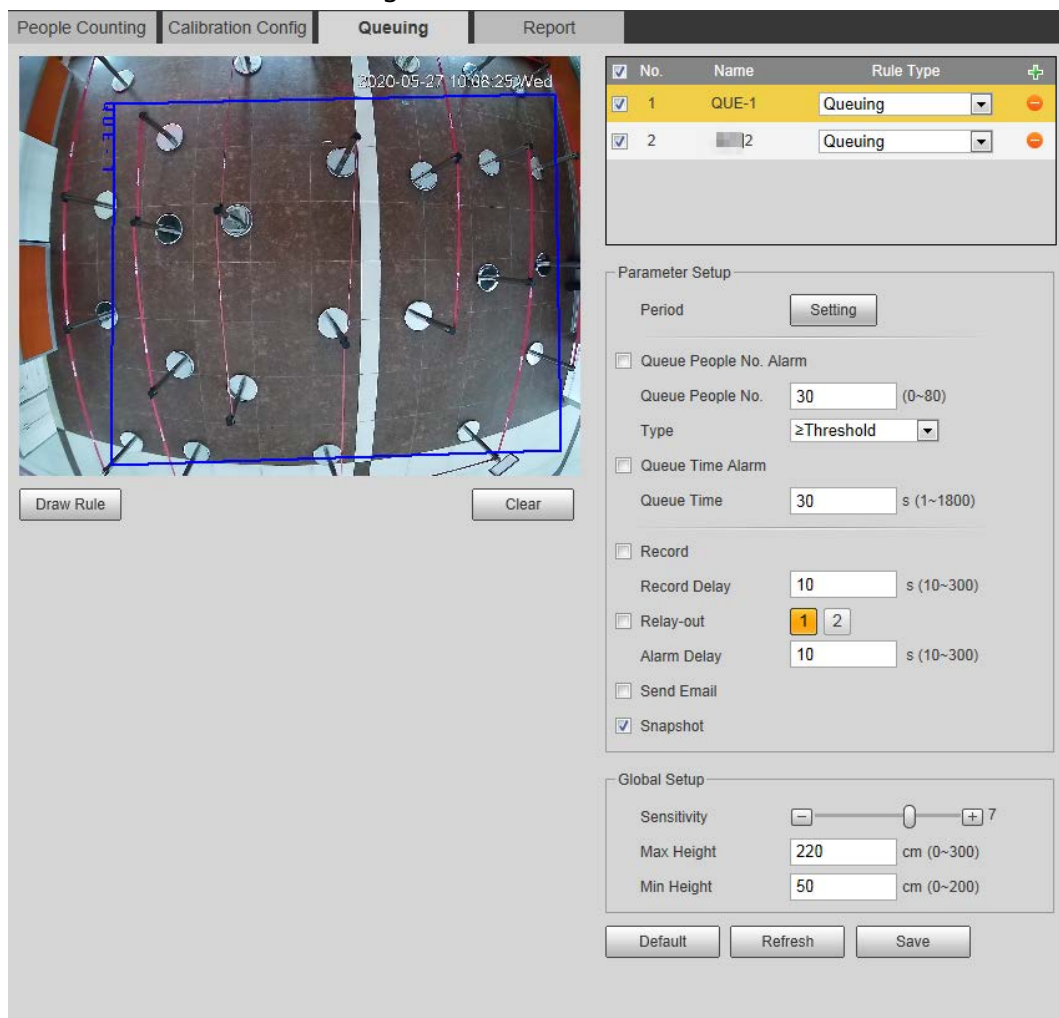 People Counting Calibration Config Queuing Report
2020-05-27 10:08:25 Wed
QUE-1
No. Name Rule Type
1 QUE-1 Queuing
2 2 Queuing
Parameter Setup
Period Setting
Queue People No. Alarm
Queue People No. 30 (0~80)
Type ≥Threshold
Queue Time Alarm
Queue Time 30 s (1~1800)
Record
Record Delay 10 s (10~300)
Relay-out 1 2
Alarm Delay 10 s (10~300)
Send Email
Snapshot
Global Setup
Sensitivity 7
Max Height 220 cm (0~300)
Min Height 50 cm (0~200)
Draw Rule Clear
Default Refresh Save